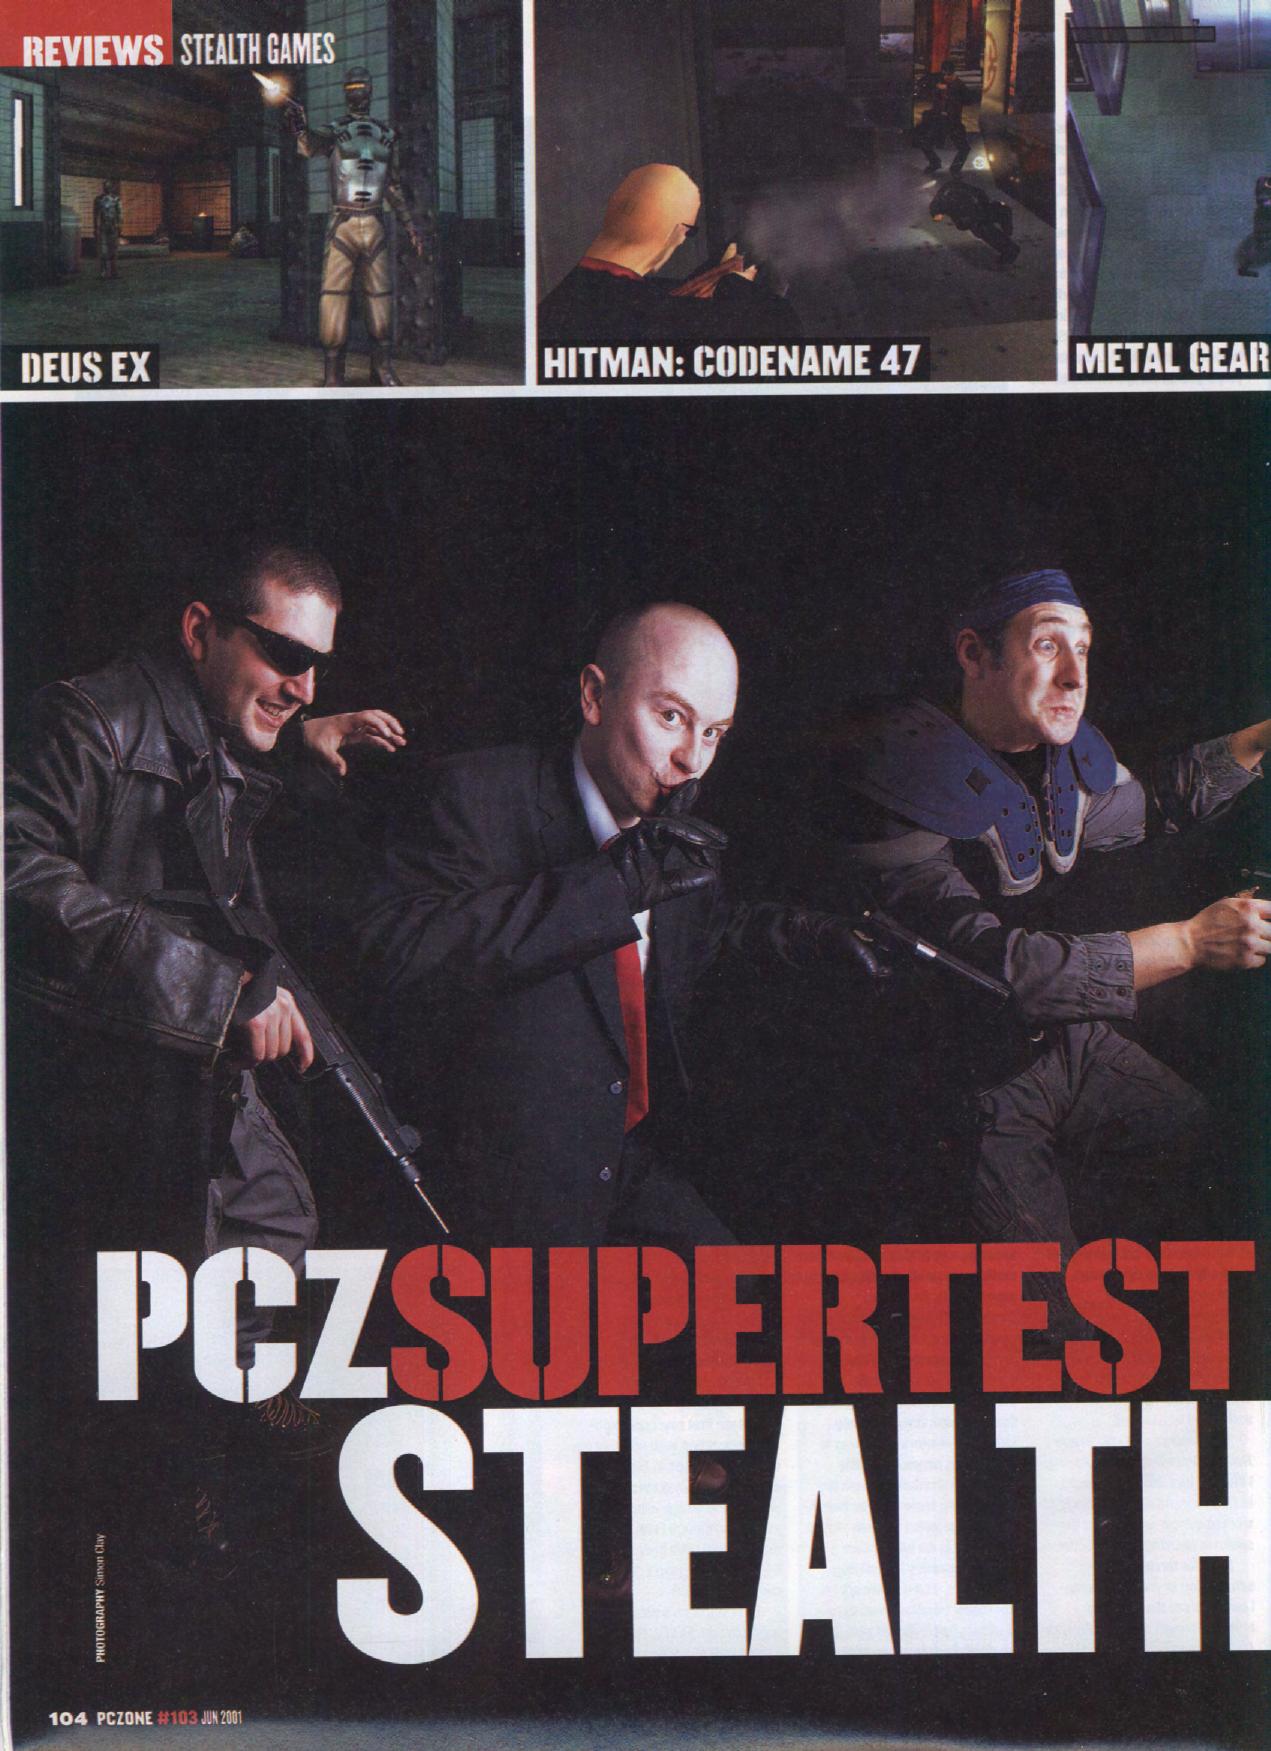 REVIEWS STEALTH GAMES
DEUS EX
HITMAN: CODENAME 47
METAL GEAR
PCZSUPERTEST
STEALTH
PHOTOGRAPHY Simon Clay
104 PCZONE #103 JUN 2001